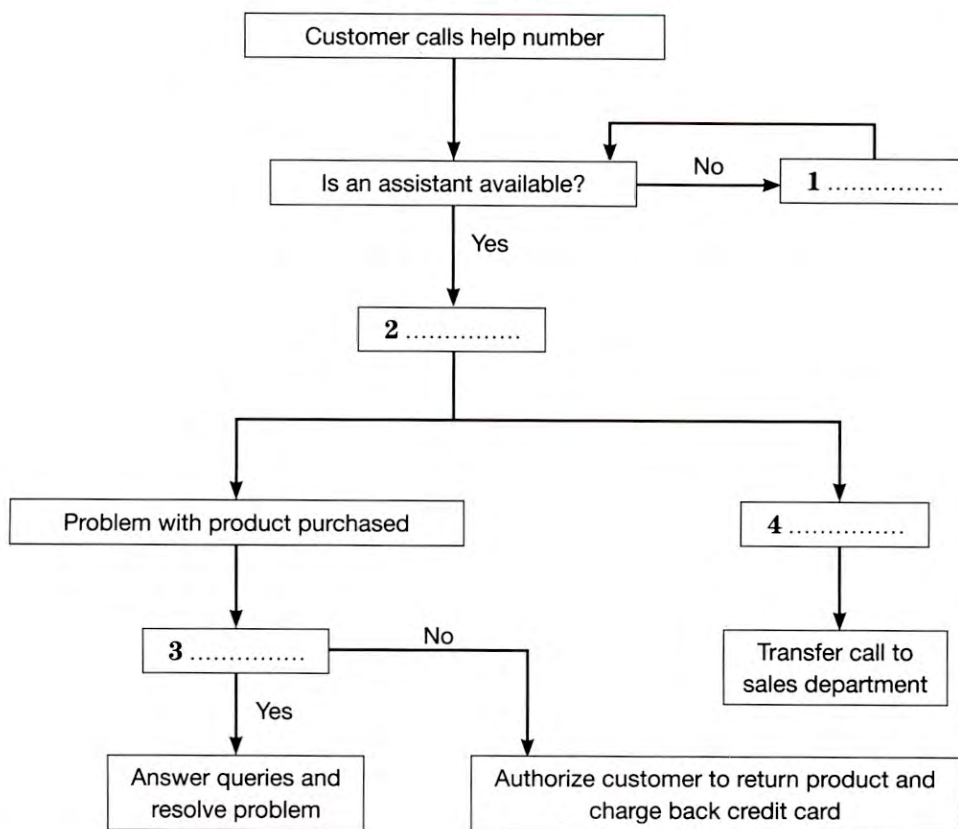 Customer calls help number
Is an assistant available?
No
1 ...............
Yes
2 ...............
Problem with product purchased
4 ...............
3 ...............
No
Transfer call to
sales department
Yes
Answer queries and
resolve problem
Authorize customer to return product and
charge back credit card